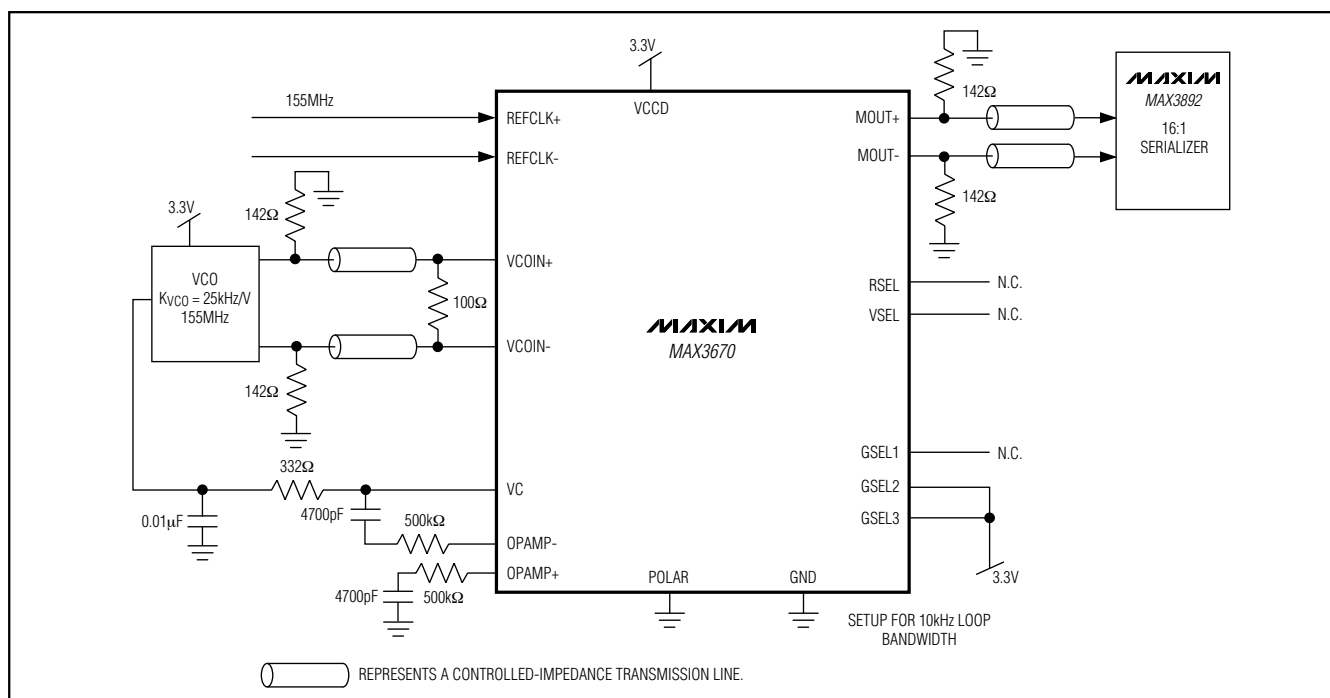 3.3V
155MHz
REFCLK+
REFCLK-
VCCD
142Ω
MOUT+
MOUT-
142Ω
MAXIM
MAX3892
16:1
SERIALIZER
3.3V
142Ω
VCO
KVCO = 25kHz/V
155MHz
VCOIN+
100Ω
VCOIN-
142Ω
MAXIM
MAX3670
RSEL
N.C.
VSEL
N.C.
332Ω
VC
0.01µF
4700pF
500kΩ
OPAMP-
OPAMP+
4700pF
500kΩ
POLAR
GND
GSEL1
N.C.
GSEL2
GSEL3
3.3V
SETUP FOR 10kHz LOOP
BANDWIDTH
REPRESENTS A CONTROLLED-IMPEDANCE TRANSMISSION LINE.